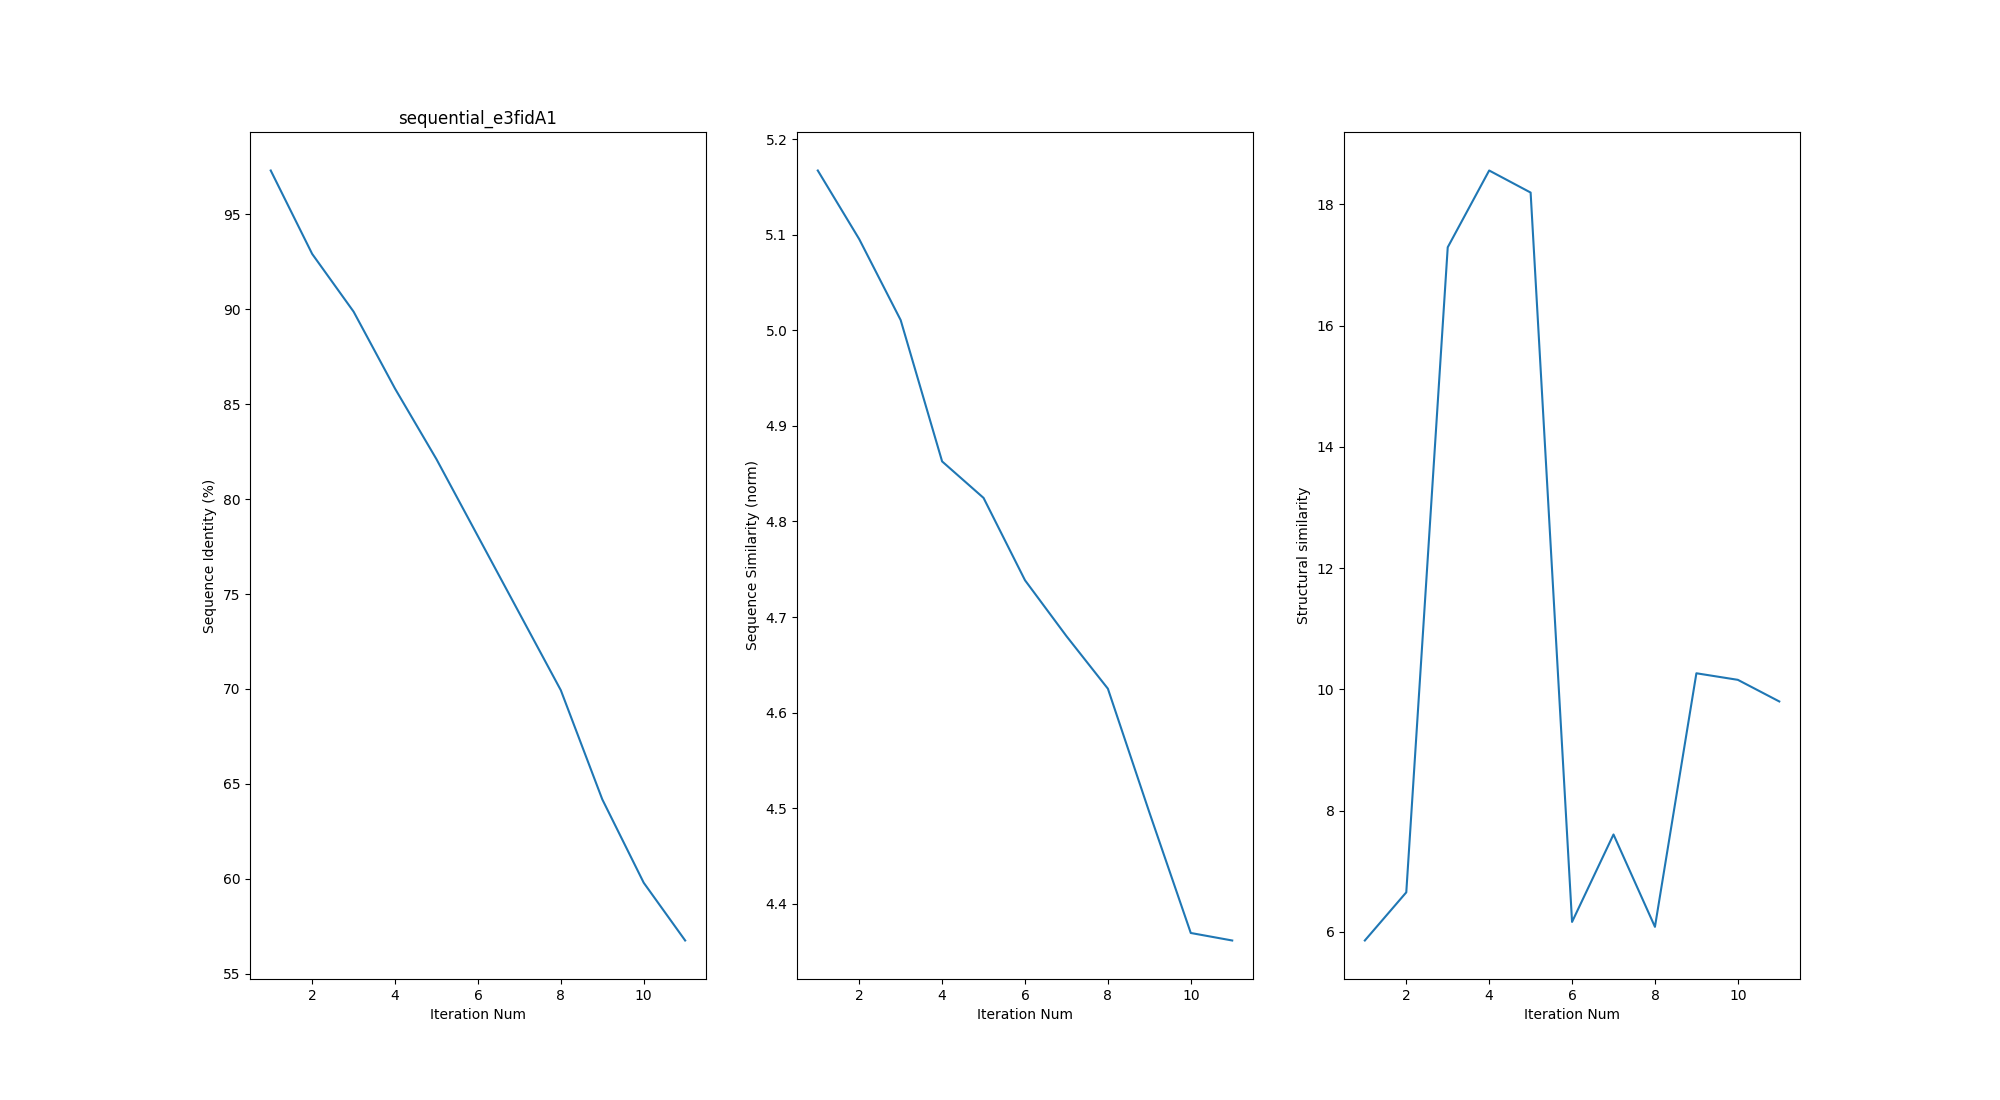 sequential_e3fidA1
Sequence Identity (%)
95
90
85
80
75
70
65
60
55
2 4 6 8 10
Iteration Num
Sequence Similarity (norm)
5.2
5.1
5.0
4.9
4.8
4.7
4.6
4.5
4.4
2 4 6 8 10
Iteration Num
Structural similarity
18
16
14
12
10
8
6
2 4 6 8 10
Iteration Num